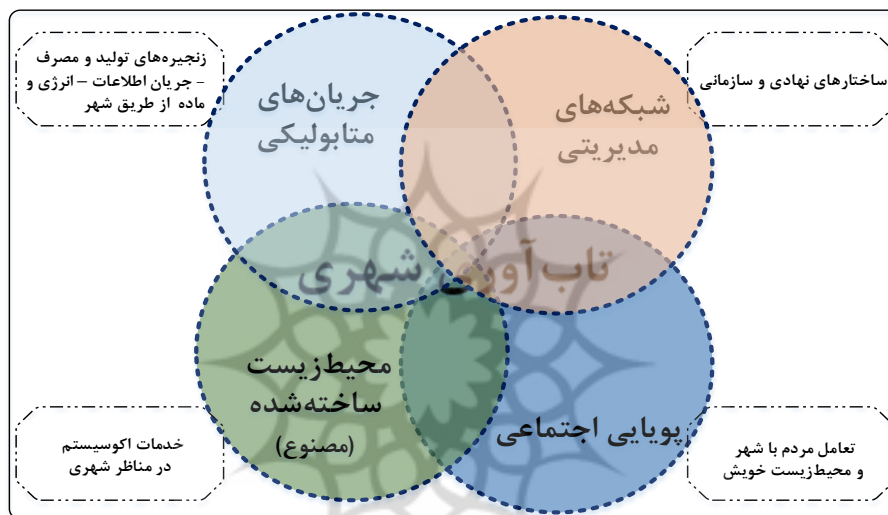 ساختارهای نهادی و سازمانی
شبکه‌های
مدیریتی
جریان‌های
متابولیکی
زنجیره‌های تولید و مصرف
– جریان اطلاعات – انرژی و
ماده از طریق شهر
تاب‌آوری شهری
پویایی اجتماعی
محیط‌زیست
ساخته‌شده
(مصنوع)
تعامل مردم با شهر
و محیط‌زیست خویش
خدمات اکوسیستم
در مناظر شهری